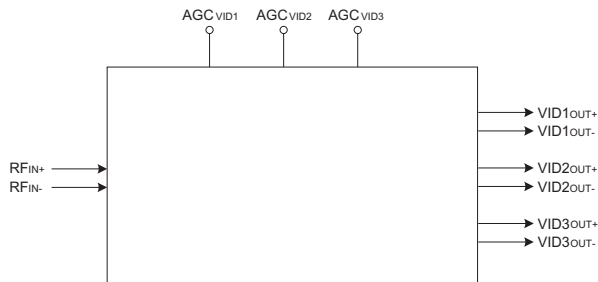 AGCVID1 AGCVID2 AGCVID3
VID1OUT+
VID1OUT-
RFIN+
VID2OUT+
RFIN-
VID2OUT-
VID3OUT+
VID3OUT-